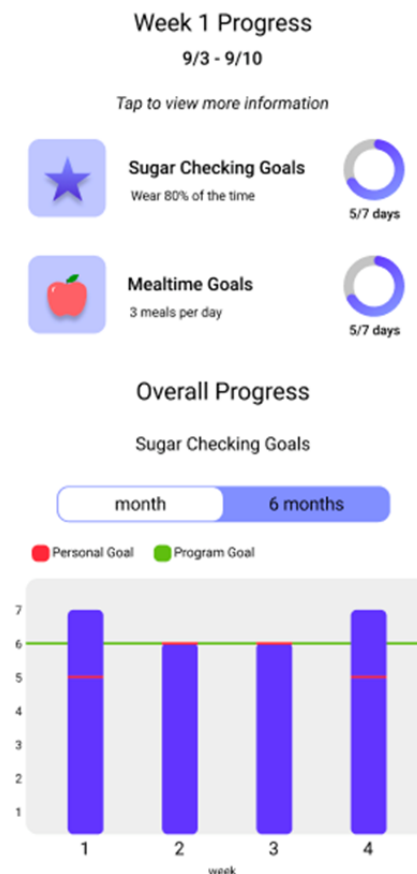 Week 1 Progress
9/3 - 9/10
Tap to view more information
Sugar Checking Goals
Wear 80% of the time
5/7 days
Mealtime Goals
3 meals per day
5/7 days
Overall Progress
Sugar Checking Goals
month 6 months
Personal Goal Program Goal
7
6
5
4
3
2
1
1 2 3 4
week